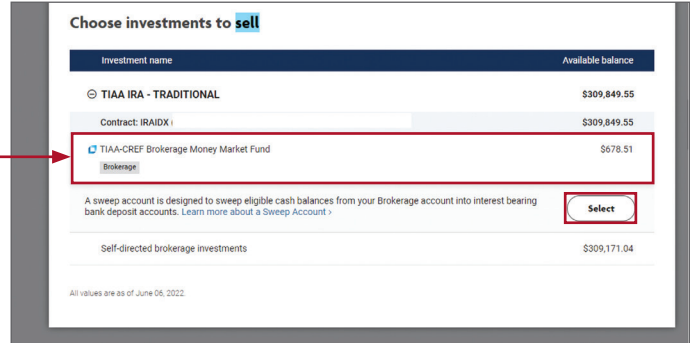 Choose investments to sell
Investment name Available balance
TIAA IRA - TRADITIONAL $309,849.55
Contract: IRAIDX $309,849.55
TIAA-CREF Brokerage Money Market Fund $678.51
Brokerage
A sweep account is designed to sweep eligible cash balances from your Brokerage account into interest bearing
bank deposit accounts. Learn more about a Sweep Account >
Select
Self-directed brokerage investments $309,171.04
All values are as of June 06, 2022.